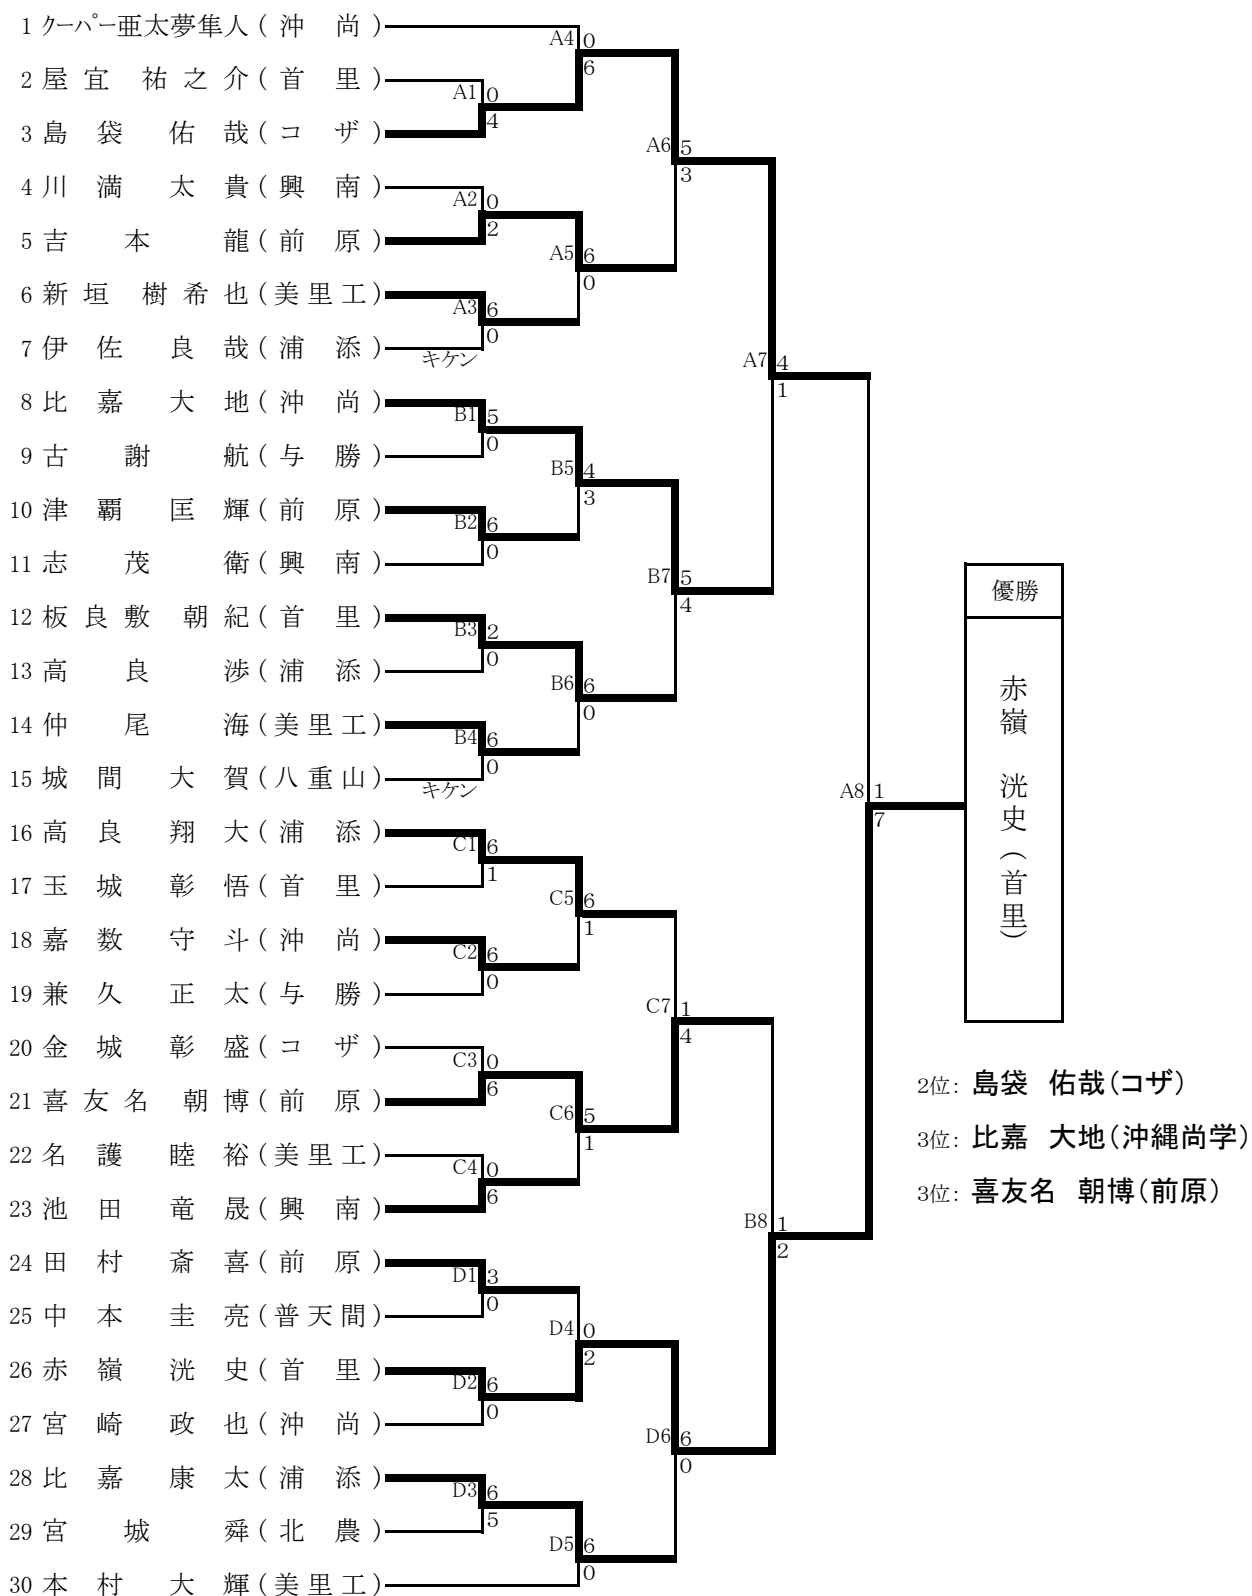 1 クーパー亜太夢隼人(沖 尚)
A4 0
6
2 屋宜 祐之介(首 里)
A1 0
4
3 島袋 佑哉(コ ザ)
A6 5
3
4 川満 太貴(興 南)
A2 0
2
5 吉本 龍(前 原)
A5 6
0
6 新垣 樹希也(美里工)
A3 6
0
7 伊佐 良哉(浦 添)
キケン
A7 4
1
8 比嘉 大地(沖 尚)
B1 5
0
9 古謝 航(与 勝)
B5 4
3
10 津覇 匡輝(前 原)
B2 6
0
11 志茂 衛(興 南)
B7 5
4
12 板良敷 朝紀(首 里)
B3 2
0
13 高良 渉(浦 添)
B6 6
0
14 仲尾 海(美里工)
B4 6
0
15 城間 大賀(八重山)
キケン
A8 1
7
16 高良 翔大(浦 添)
C1 6
1
17 玉城 彰悟(首 里)
C5 6
1
18 嘉数 守斗(沖 尚)
C2 6
0
19 兼久 正太(与 勝)
C7 1
4
20 金城 彰盛(コ ザ)
C3 0
6
21 喜友名 朝博(前 原)
C6 5
1
22 名護 睦裕(美里工)
C4 0
6
23 池田 竜晟(興 南)
B8 1
2
24 田村 斎喜(前 原)
D1 3
0
25 中本 圭亮(普天間)
D4 0
2
26 赤嶺 洸史(首 里)
D2 6
0
27 宮崎 政也(沖 尚)
D6 6
0
28 比嘉 康太(浦 添)
D3 6
5
29 宮城 舜(北 農)
D5 6
0
30 本村 大輝(美里工)
優勝
赤嶺 洸史(首里)
2位: 島袋 佑哉(コザ)
3位: 比嘉 大地(沖縄尚学)
3位: 喜友名 朝博(前原)